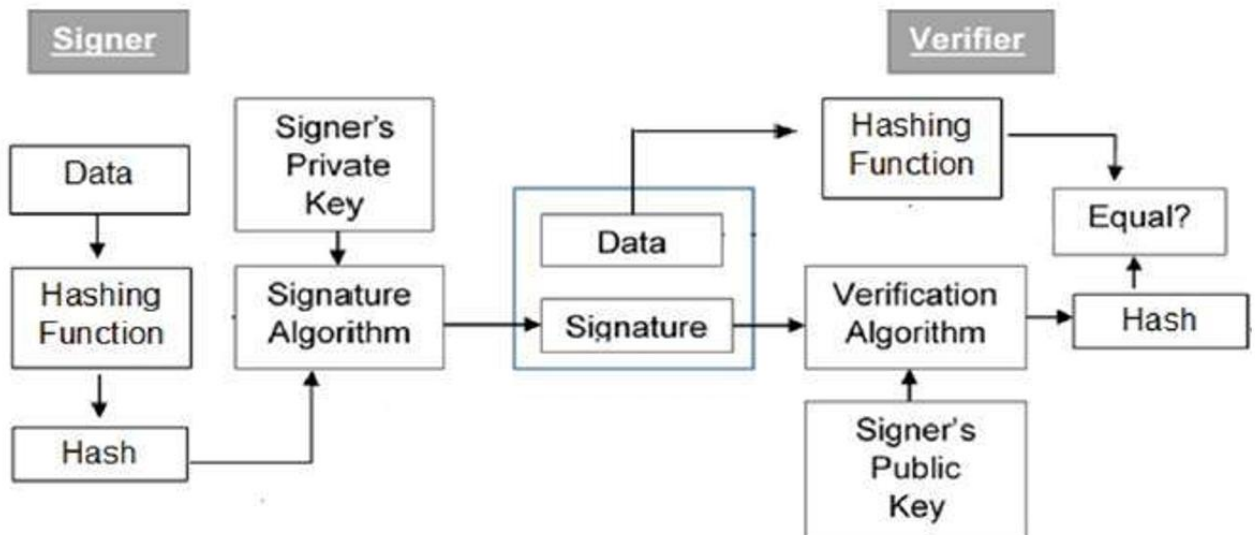 Signer
Verifier
Data
Hashing
Function
Hash
Signer's
Private
Key
Signature
Algorithm
Data
Signature
Hashing
Function
Verification
Algorithm
Signer's
Public
Key
Equal?
Hash